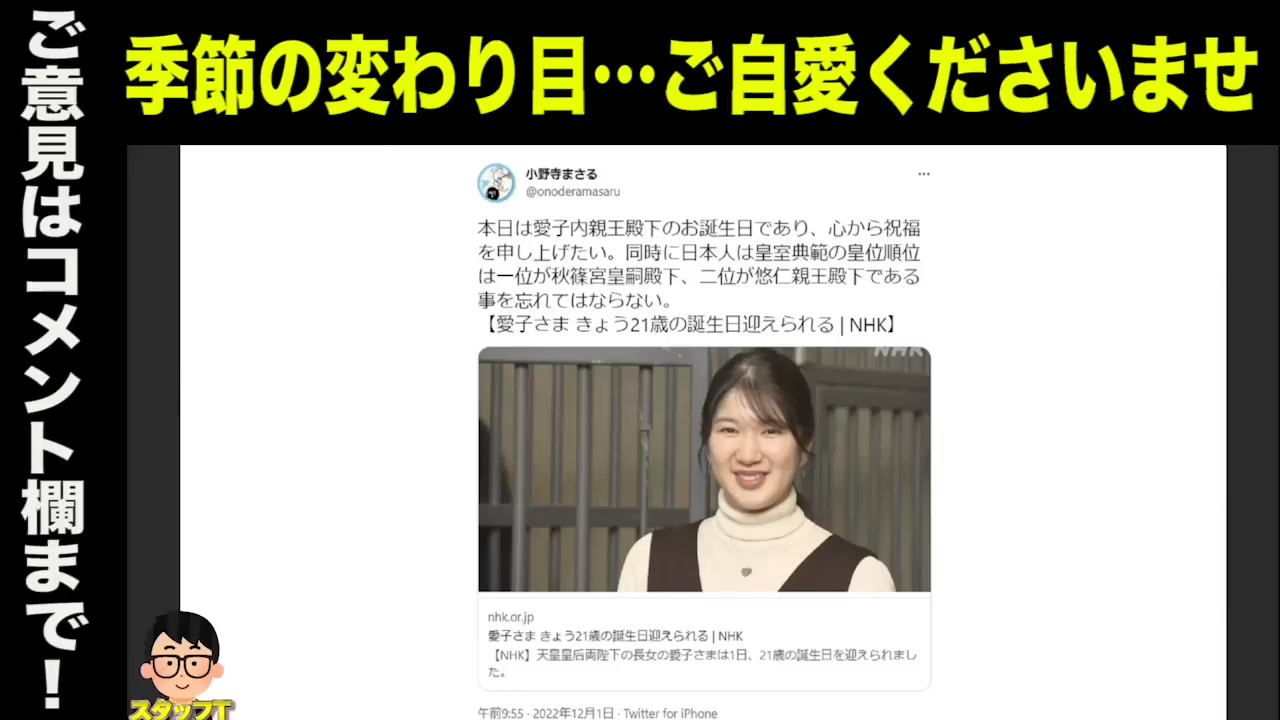 季節の変わり目…ご自愛くださいませ
ご意見はコメント欄まで！
小野寺まさる
@onoderamasaru
本日は愛子内親王殿下のお誕生日であり、心から祝福
を申し上げたい。同時に日本人は皇室典範の皇位順位
は一位が秋篠宮皇嗣殿下、二位が悠仁親王殿下である
事を忘れてはならない。
【愛子さま きょう21歳の誕生日迎えられる | NHK】
NHK
nhk.or.jp
愛子さま きょう21歳の誕生日迎えられる | NHK
【NHK】天皇皇后両陛下の長女の愛子さまは1日、21歳の誕生日を迎えられまし
た。
午前9:55 · 2022年12月1日 · Twitter for iPhone
スタッフT